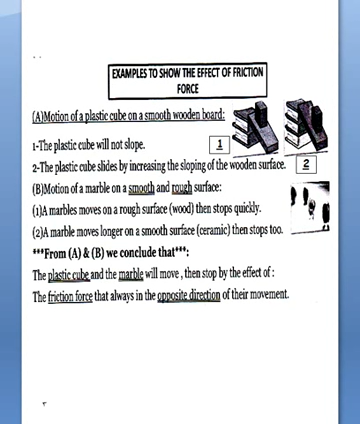 EXAMPLES TO SHOW THE EFFECT OF FRICTION
FORCE
(A)Motion of a plastic cube on a smooth wooden board:
1-The plastic cube will not slope.
1
2-The plastic cube slides by increasing the sloping of the wooden surface.
2
(B)Motion of a marble on a smooth and rough surface:
(1)A marbles moves on a rough surface (wood) then stops quickly.
(2)A marble moves longer on a smooth surface (ceramic) then stops too.
***From (A) & (B) we conclude that***:
The plastic cube and the marble will move , then stop by the effect of :
The friction force that always in the opposite direction of their movement.
٣